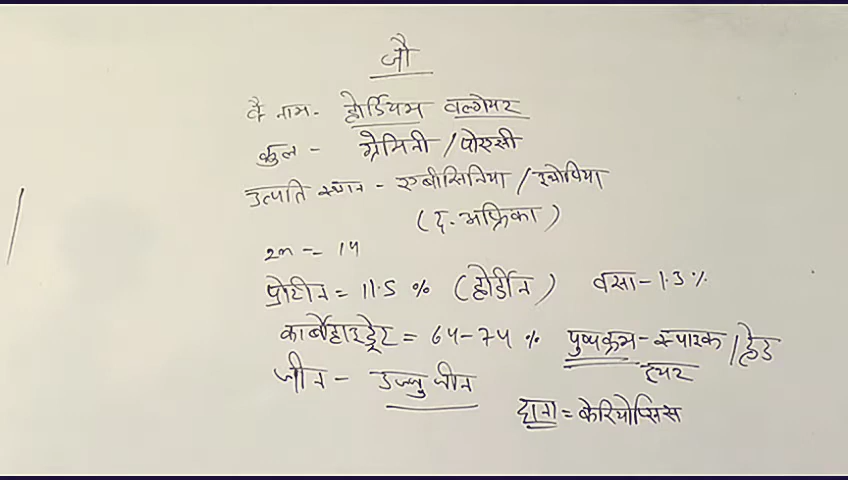 जौ
वै नाम - होर्डियम वल्गेयर
कुल - ग्रेमिनी / पोएसी
उत्पति स्थान - एबीसिनिया / इथोपिया
(द. अफ्रिका)
2n = 14
प्रोटीन = 11.5 % (होर्डीन) वसा - 1.3 %
कार्बोहाइड्रेट = 64-74 % पुष्पक्रम - स्पाइक / हेड
इयर
जीन - उज्जु जीन
दाना = केरियोप्सिस